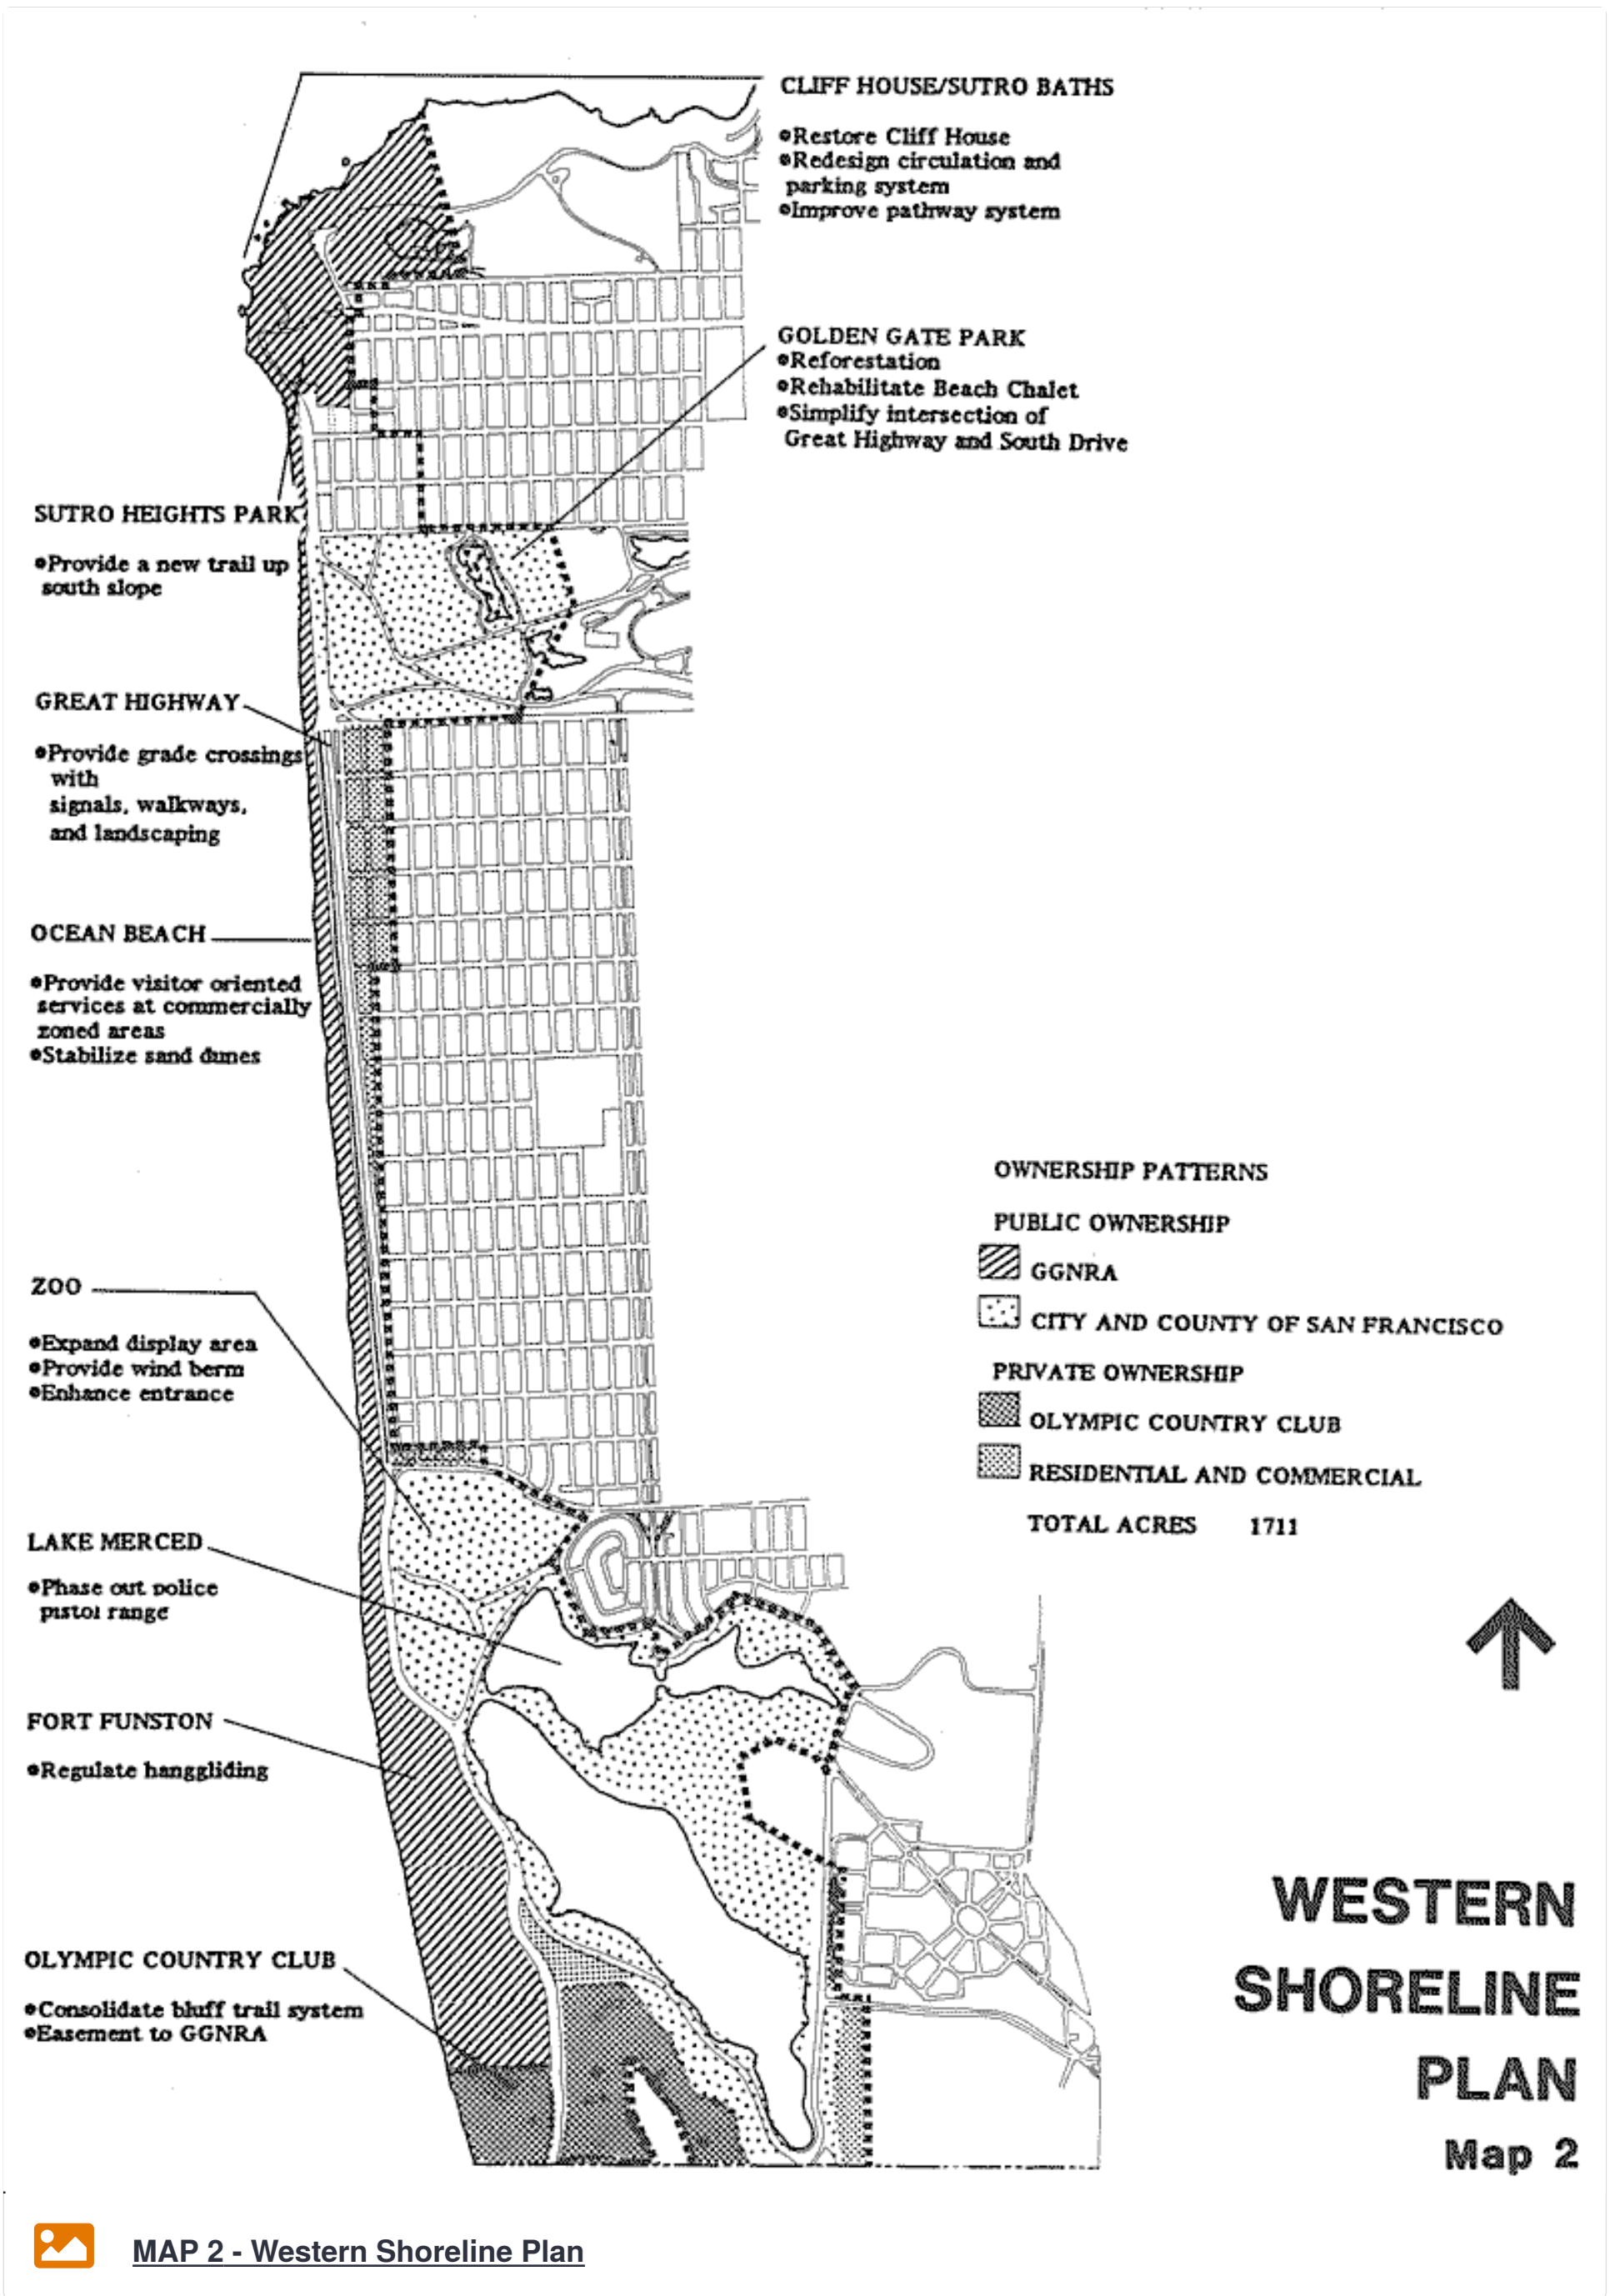 CLIFF HOUSE/SUTRO BATHS
•Restore Cliff House
•Redesign circulation and
parking system
•Improve pathway system
GOLDEN GATE PARK
•Reforestation
•Rehabilitate Beach Chalet
•Simplify intersection of
Great Highway and South Drive
SUTRO HEIGHTS PARK
•Provide a new trail up
south slope
GREAT HIGHWAY
•Provide grade crossings
with
signals, walkways,
and landscaping
OCEAN BEACH
•Provide visitor oriented
services at commercially
zoned areas
•Stabilize sand dunes
ZOO
•Expand display area
•Provide wind berm
•Enhance entrance
LAKE MERCED
•Phase out police
pistol range
FORT FUNSTON
•Regulate hanggliding
OLYMPIC COUNTRY CLUB
•Consolidate bluff trail system
•Easement to GGNRA
OWNERSHIP PATTERNS
PUBLIC OWNERSHIP
GGNRA
CITY AND COUNTY OF SAN FRANCISCO
PRIVATE OWNERSHIP
OLYMPIC COUNTRY CLUB
RESIDENTIAL AND COMMERCIAL
TOTAL ACRES 1711
WESTERN
SHORELINE
PLAN
Map 2
MAP 2 - Western Shoreline Plan